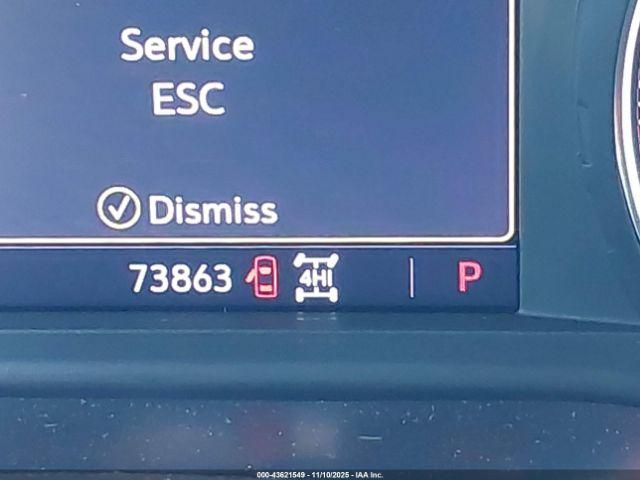 Service
ESC
Dismiss
73863 4HI P
000-43621549 - 11/10/2025 - IAA Inc.